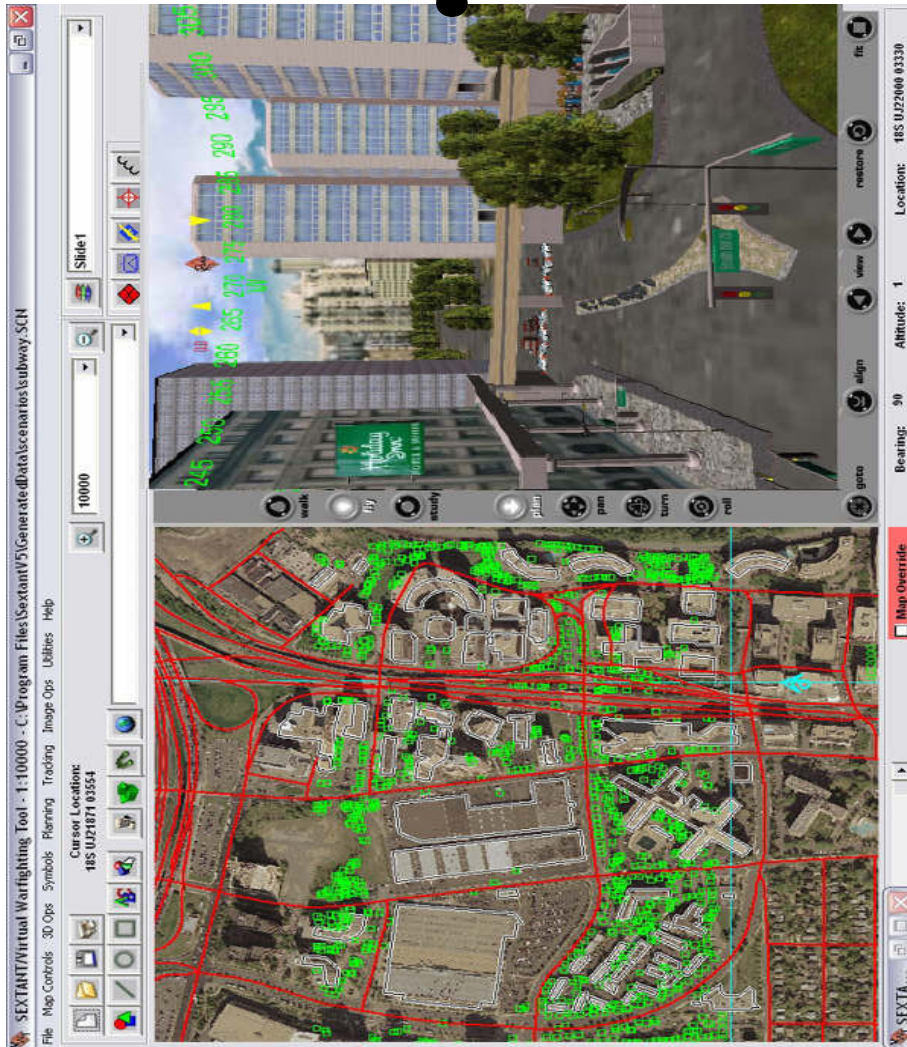 SEXTANT/Virtual Warfighting Tool - 1:10000 - C:\Program Files\SextantV5\GeneratedData\scenarios\subway.SCN
File Map Controls 3D Ops Symbols Planning Tracking Image Ops Utilities Help
Cursor Location:
18S UJ21871 03554
10000
Slide1
245 250 255 260 265 270 275 280 285 290 295 300 305
Holiday
Inn
walk
fly
study
plan
pan
turn
roll
goto
align
view
restore
fit
Map Override
Bearing: 90
Altitude: 1
Location: 18S UJ22000 03330
SEXTA...